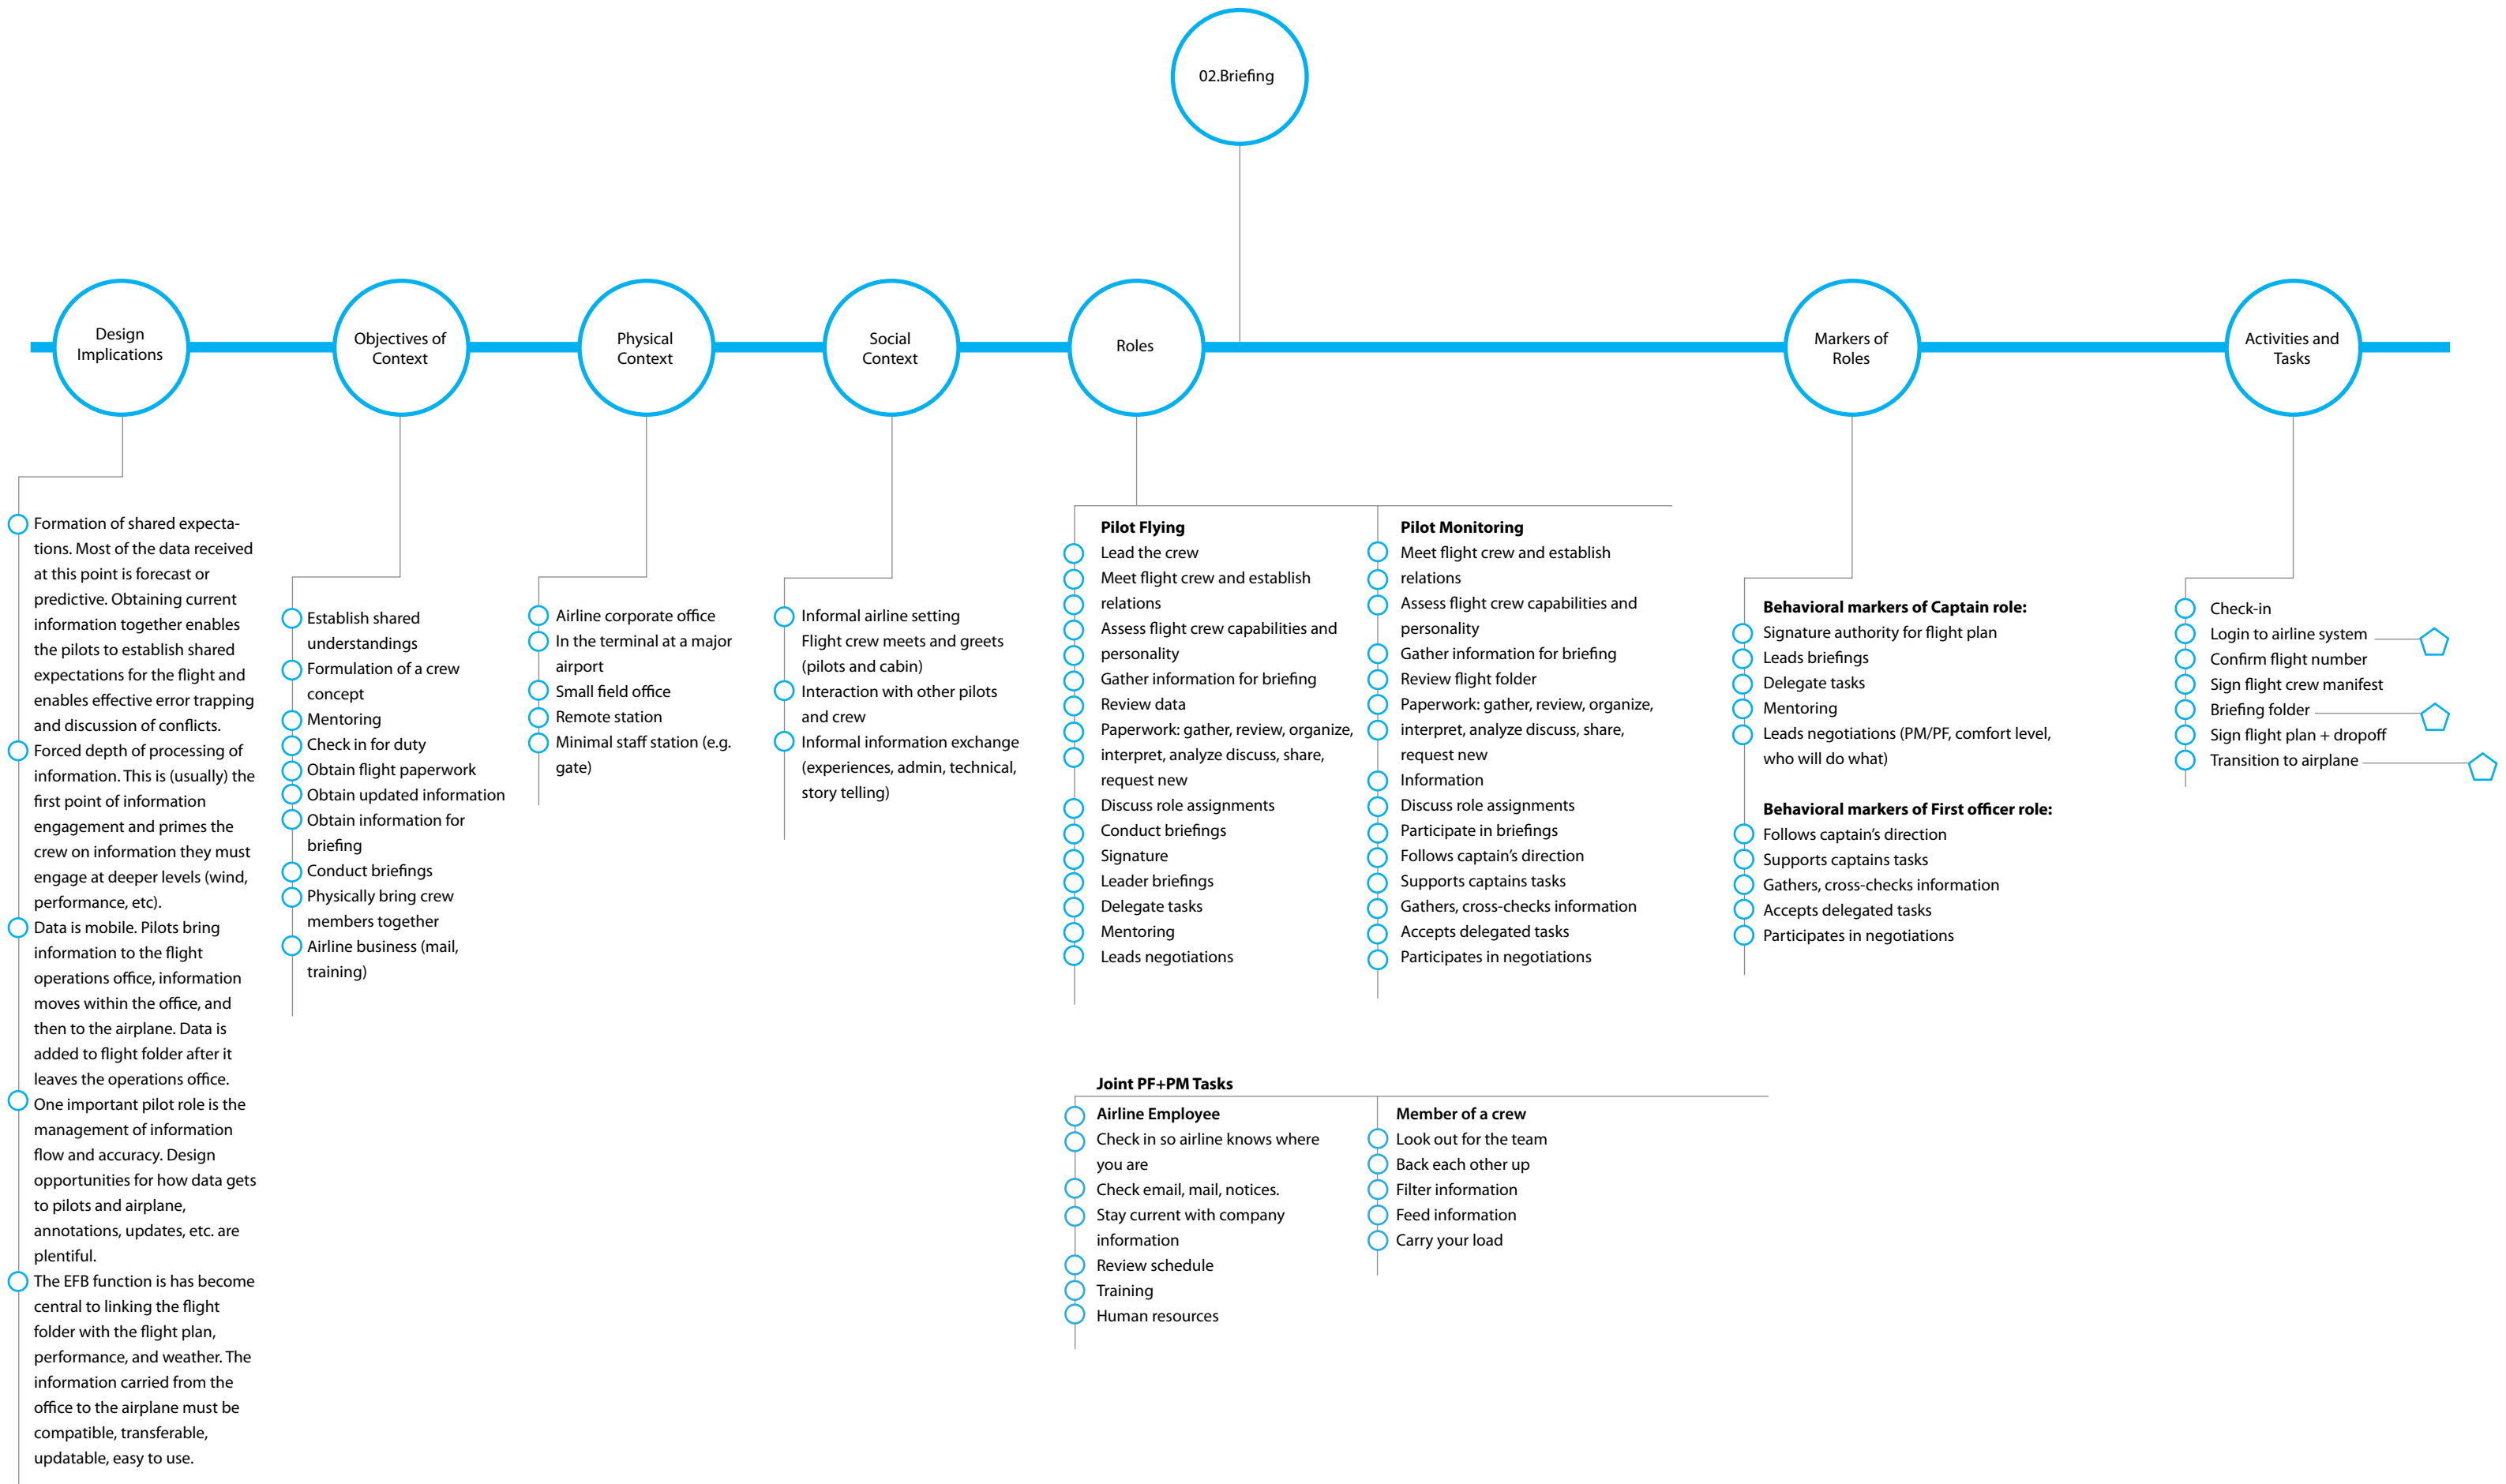 02.Briefing
Design
Implications
Objectives of
Context
Physical
Context
Social
Context
Roles
Markers of
Roles
Activities and
Tasks
Formation of shared expecta-
tions. Most of the data received
at this point is forecast or
predictive. Obtaining current
information together enables
the pilots to establish shared
expectations for the flight and
enables effective error trapping
and discussion of conflicts.
Forced depth of processing of
information. This is (usually) the
first point of information
engagement and primes the
crew on information they must
engage at deeper levels (wind,
performance, etc).
Data is mobile. Pilots bring
information to the flight
operations office, information
moves within the office, and
then to the airplane. Data is
added to flight folder after it
leaves the operations office.
One important pilot role is the
management of information
flow and accuracy. Design
opportunities for how data gets
to pilots and airplane,
annotations, updates, etc. are
plentiful.
The EFB function is has become
central to linking the flight
folder with the flight plan,
performance, and weather. The
information carried from the
office to the airplane must be
compatible, transferable,
updatable, easy to use.
Establish shared
understandings
Formulation of a crew
concept
Mentoring
Check in for duty
Obtain flight paperwork
Obtain updated information
Obtain information for
briefing
Conduct briefings
Physically bring crew
members together
Airline business (mail,
training)
Airline corporate office
In the terminal at a major
airport
Small field office
Remote station
Minimal staff station (e.g.
gate)
Informal airline setting
Flight crew meets and greets
(pilots and cabin)
Interaction with other pilots
and crew
Informal information exchange
(experiences, admin, technical,
story telling)
Pilot Flying
Lead the crew
Meet flight crew and establish
relations
Assess flight crew capabilities and
personality
Gather information for briefing
Review data
Paperwork: gather, review, organize,
interpret, analyze discuss, share,
request new
Discuss role assignments
Conduct briefings
Signature
Leader briefings
Delegate tasks
Mentoring
Leads negotiations
Pilot Monitoring
Meet flight crew and establish
relations
Assess flight crew capabilities and
personality
Gather information for briefing
Review flight folder
Paperwork: gather, review, organize,
interpret, analyze discuss, share,
request new
Information
Discuss role assignments
Participate in briefings
Follows captain's direction
Supports captains tasks
Gathers, cross-checks information
Accepts delegated tasks
Participates in negotiations
Joint PF+PM Tasks
Airline Employee
Check in so airline knows where
you are
Check email, mail, notices.
Stay current with company
information
Review schedule
Training
Human resources
Member of a crew
Look out for the team
Back each other up
Filter information
Feed information
Carry your load
Behavioral markers of Captain role:
Signature authority for flight plan
Leads briefings
Delegate tasks
Mentoring
Leads negotiations (PM/PF, comfort level,
who will do what)
Behavioral markers of First officer role:
Follows captain's direction
Supports captains tasks
Gathers, cross-checks information
Accepts delegated tasks
Participates in negotiations
Check-in
Login to airline system
Confirm flight number
Sign flight crew manifest
Briefing folder
Sign flight plan + dropoff
Transition to airplane